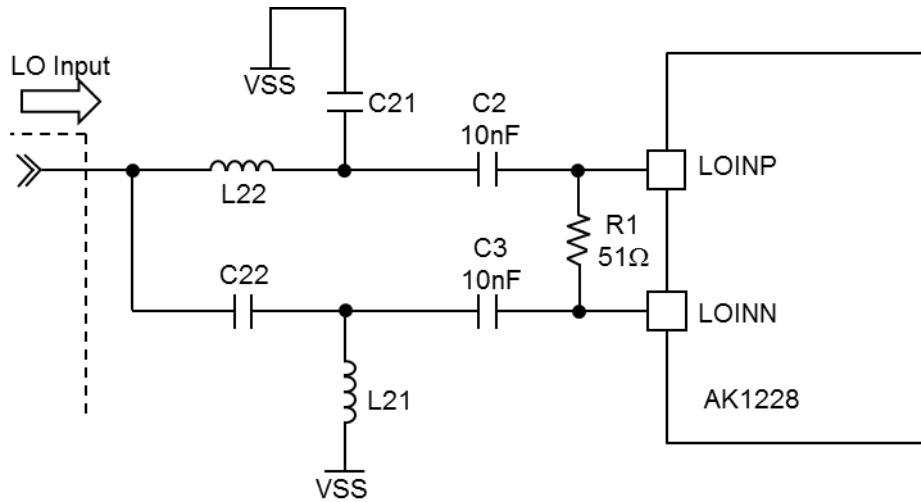 LO Input
VSS
C21
C2
10nF
LOINP
L22
R1
51Ω
C22
C3
10nF
LOINN
L21
AK1228
VSS